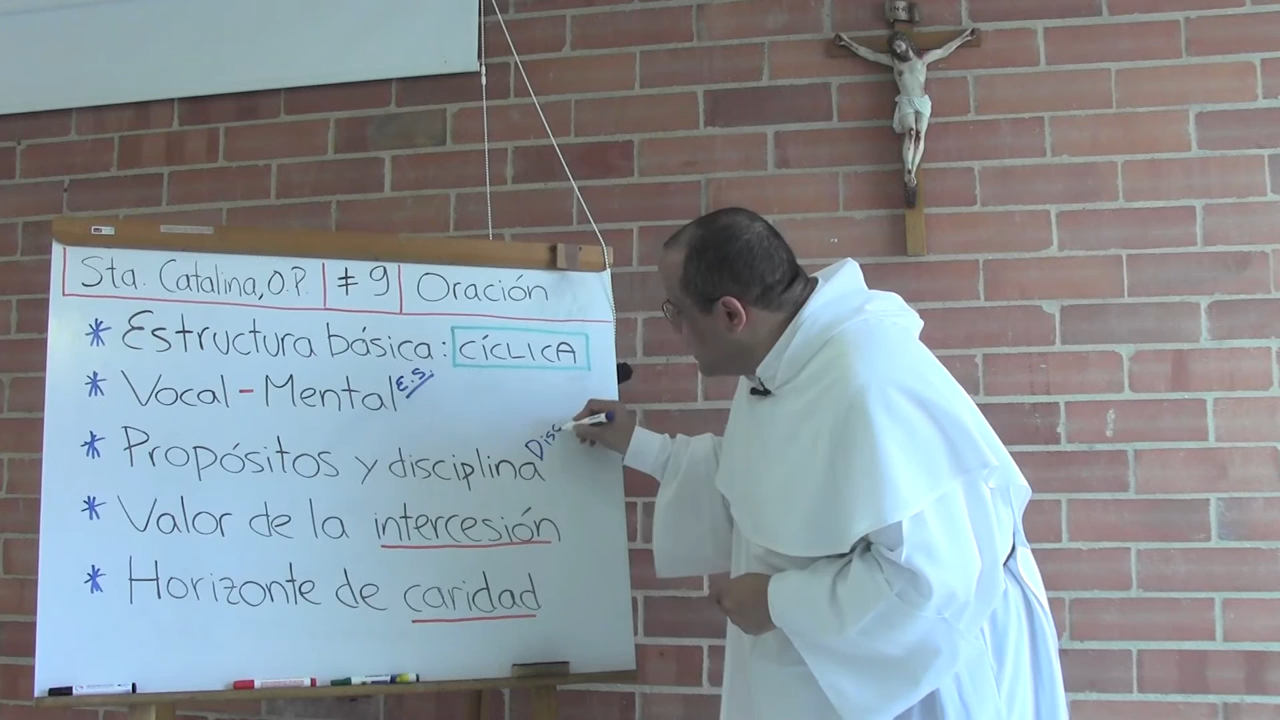 Sta. Catalina, O.P. | # 9 | Oración
* Estructura básica: CÍCLICA
* Vocal - Mental E.S.
* Propósitos y disciplina Disc
* Valor de la intercesión
* Horizonte de caridad